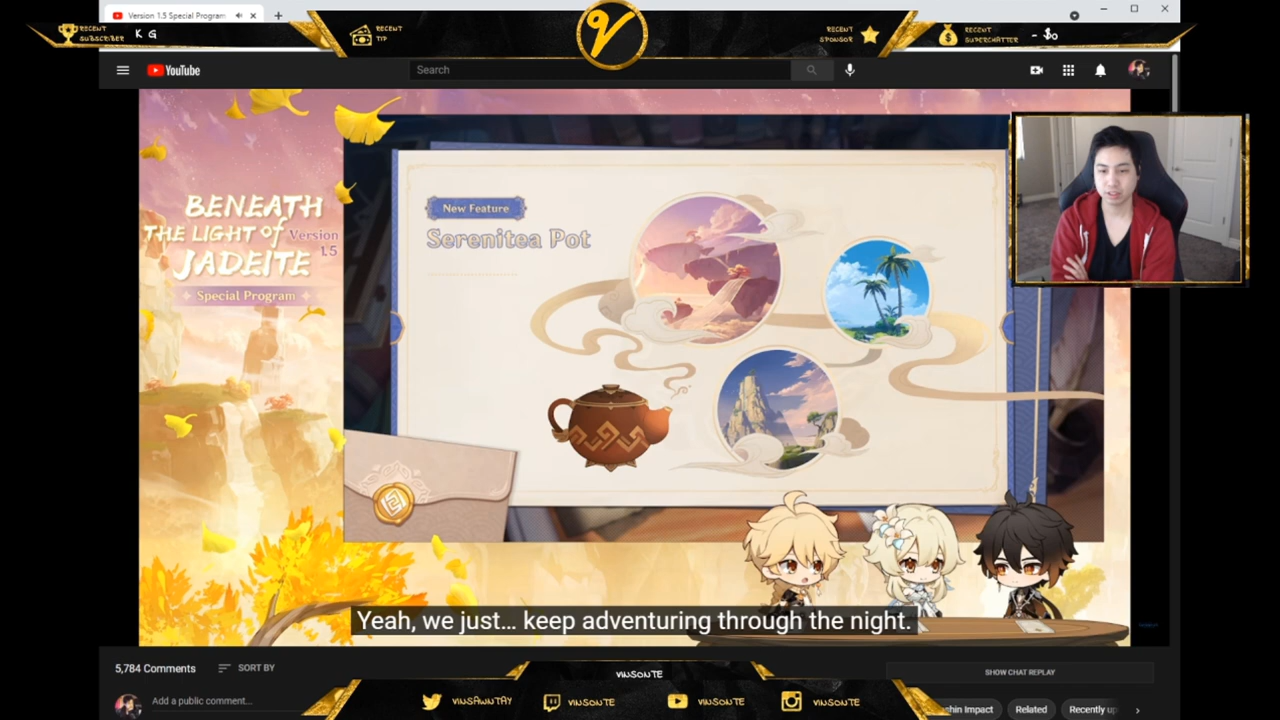 Version 1.5 Special Program
RECENT
SUBSCRIBER
K G
RECENT
TIP
RECENT
SPONSOR
RECENT
SUPERCHATTER
YouTube
Search
BENEATH
THE LIGHT of
JADEITE
Version
1.5
Special Program
New Feature
Serenitea Pot
Yeah, we just... keep adventuring through the night.
5,784 Comments
SORT BY
SHOW CHAT REPLAY
Add a public comment...
VINSONTE
VINSAWNTAY
VINSONTE
VINSONTE
VINSONTE
shin Impact
Related
Recently up